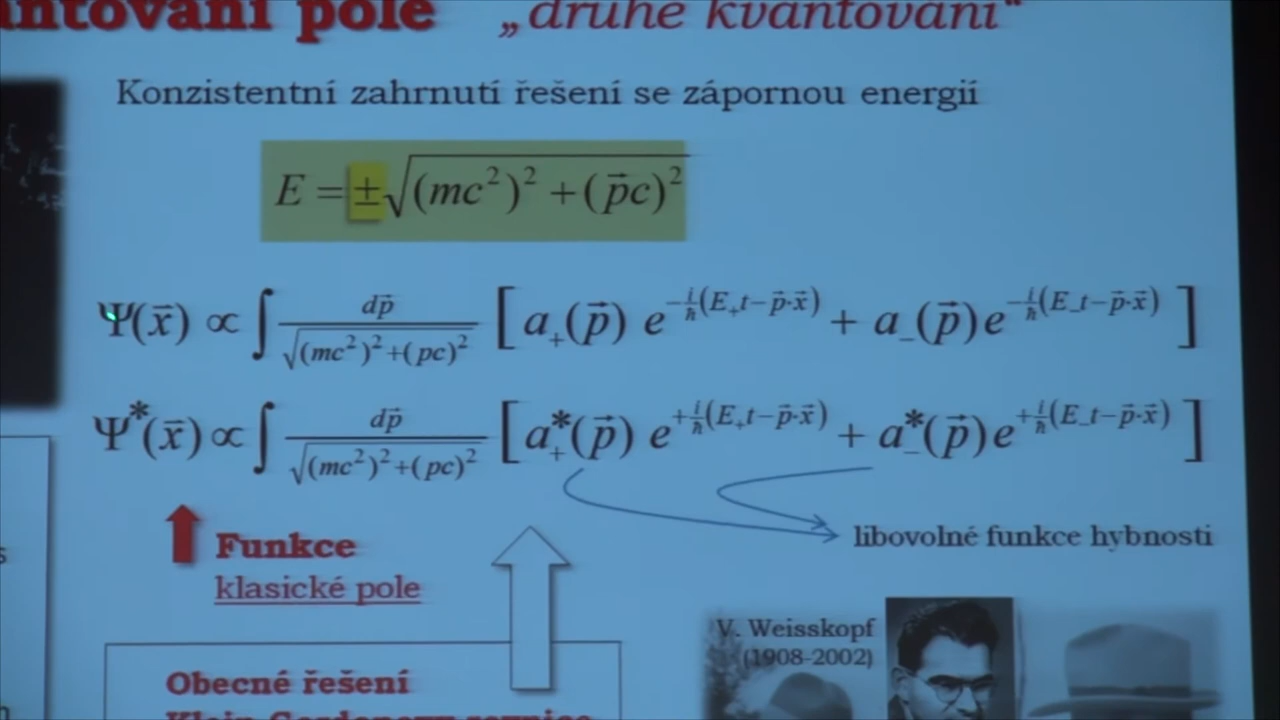 pole „druhé kvantování“
Konzistentní zahrnutí řešení se zápornou energií
E = ±√(mc²)² + (p⃗c)²
Ψ(x⃗) ∝ ∫ dp⃗ / √(mc²)²+(pc)² [ a₊(p⃗) e^{-i/ħ(E₊t−p⃗·x⃗)} + a₋(p⃗) e^{-i/ħ(E₋t−p⃗·x⃗)} ]
Ψ*(x⃗) ∝ ∫ dp⃗ / √(mc²)²+(pc)² [ a₊*(p⃗) e^{+i/ħ(E₊t−p⃗·x⃗)} + a₋*(p⃗) e^{+i/ħ(E₋t−p⃗·x⃗)} ]
libovolné funkce hybnosti
Funkce
klasické pole
V. Weisskopf
(1908-2002)
Obecné řešení